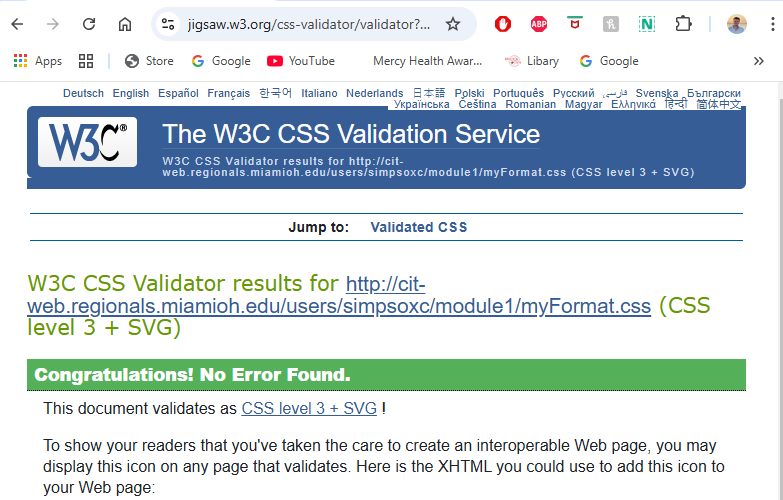 jigsaw.w3.org/css-validator/validator?...
ABP
N
Apps Store Google YouTube Mercy Health Awar... Libary Google
Deutsch English Español Français 한국어 Italiano Nederlands 日本語 Polski Português Русский فارسی Svenska Български
Українська Čeština Romanian Magyar Ελληνικά हिन्दी 简体中文
W3C®
The W3C CSS Validation Service
W3C CSS Validator results for http://cit-
web.regionals.miamioh.edu/users/simpsoxc/module1/myFormat.css (CSS level 3 + SVG)
Jump to: Validated CSS
W3C CSS Validator results for http://cit-
web.regionals.miamioh.edu/users/simpsoxc/module1/myFormat.css (CSS
level 3 + SVG)
Congratulations! No Error Found.
This document validates as CSS level 3 + SVG !
To show your readers that you've taken the care to create an interoperable Web page, you may
display this icon on any page that validates. Here is the XHTML you could use to add this icon to
your Web page: